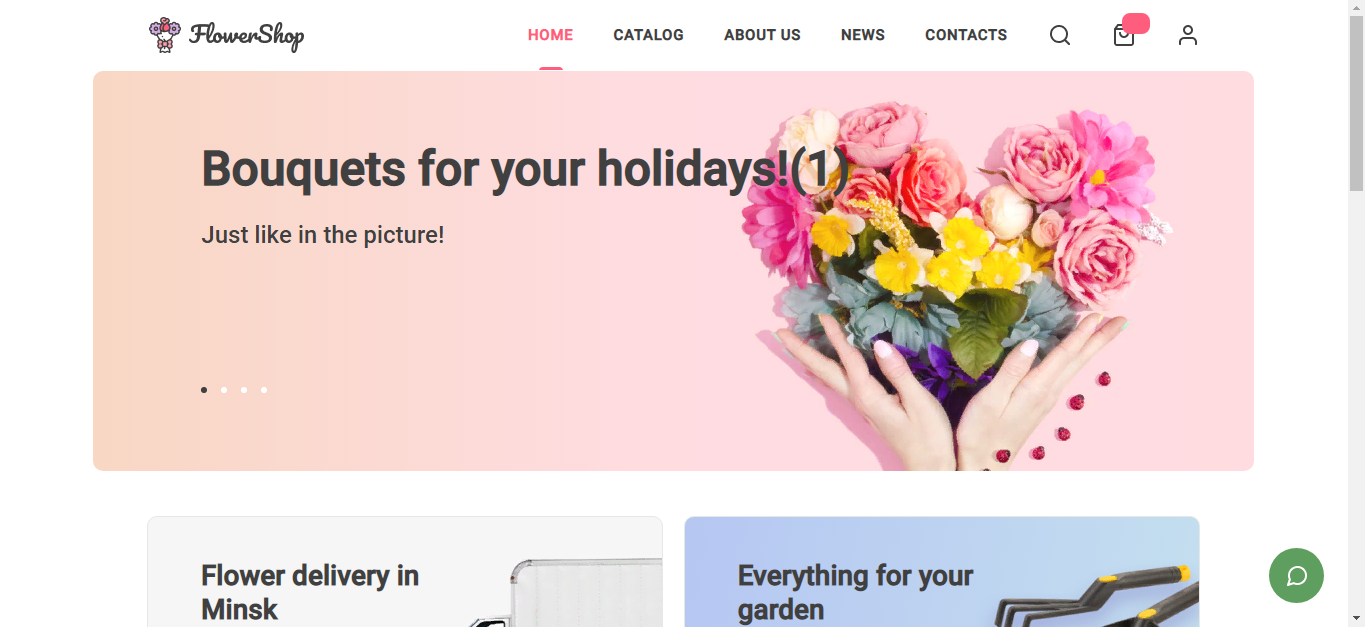 FlowerShop
HOME
CATALOG
ABOUT US
NEWS
CONTACTS
Bouquets for your holidays!(1)
Just like in the picture!
Flower delivery in
Minsk
Everything for your
garden